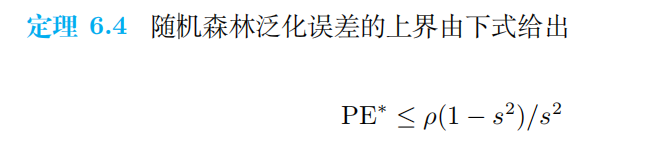 定理 6.4 随机森林泛化误差的上界由下式给出
PE* ≤ ρ(1 − s²)/s²